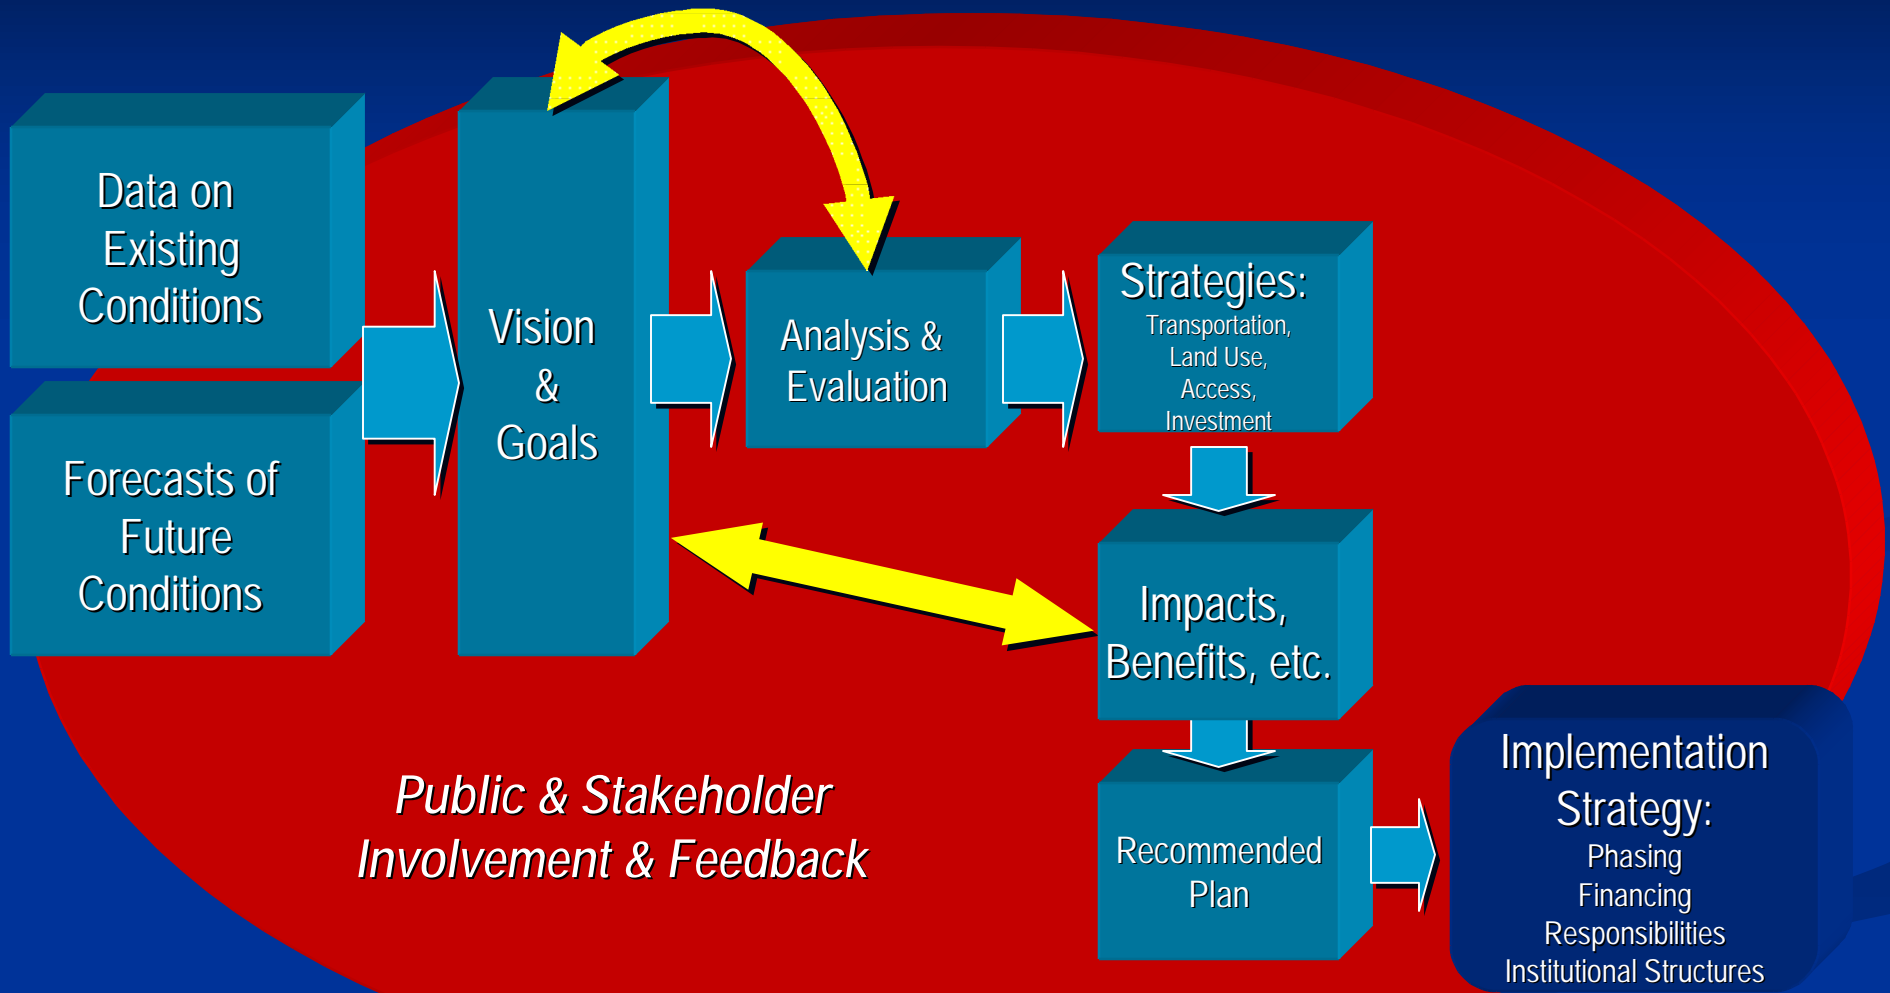 Data on
Existing
Conditions
Forecasts of
Future
Conditions
Vision
&
Goals
Analysis &
Evaluation
Strategies:
Transportation,
Land Use,
Access,
Investment
Impacts,
Benefits, etc.
Recommended
Plan
Implementation
Strategy:
Phasing
Financing
Responsibilities
Institutional Structures
Public & Stakeholder
Involvement & Feedback